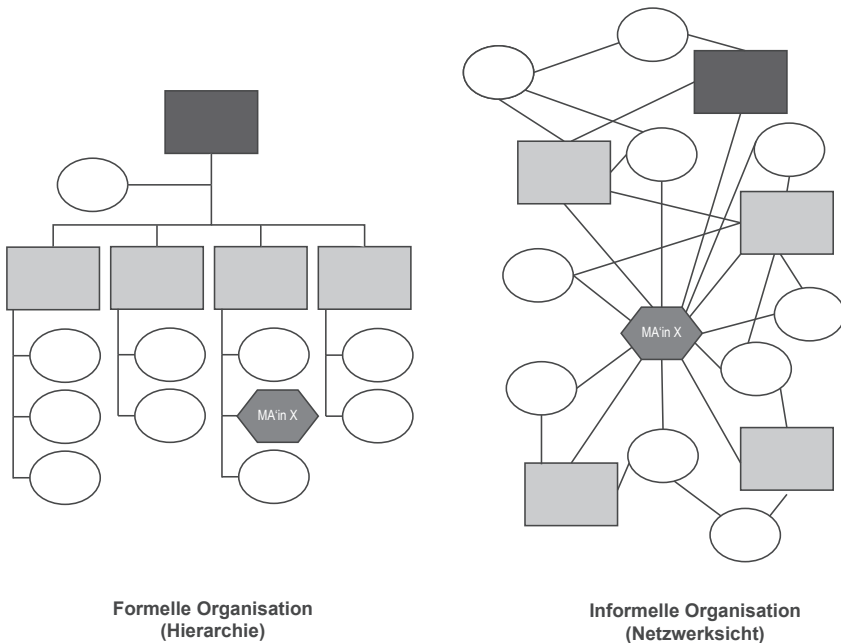 MA'in X
MA'in X
Formelle Organisation
(Hierarchie)
Informelle Organisation
(Netzwerksicht)